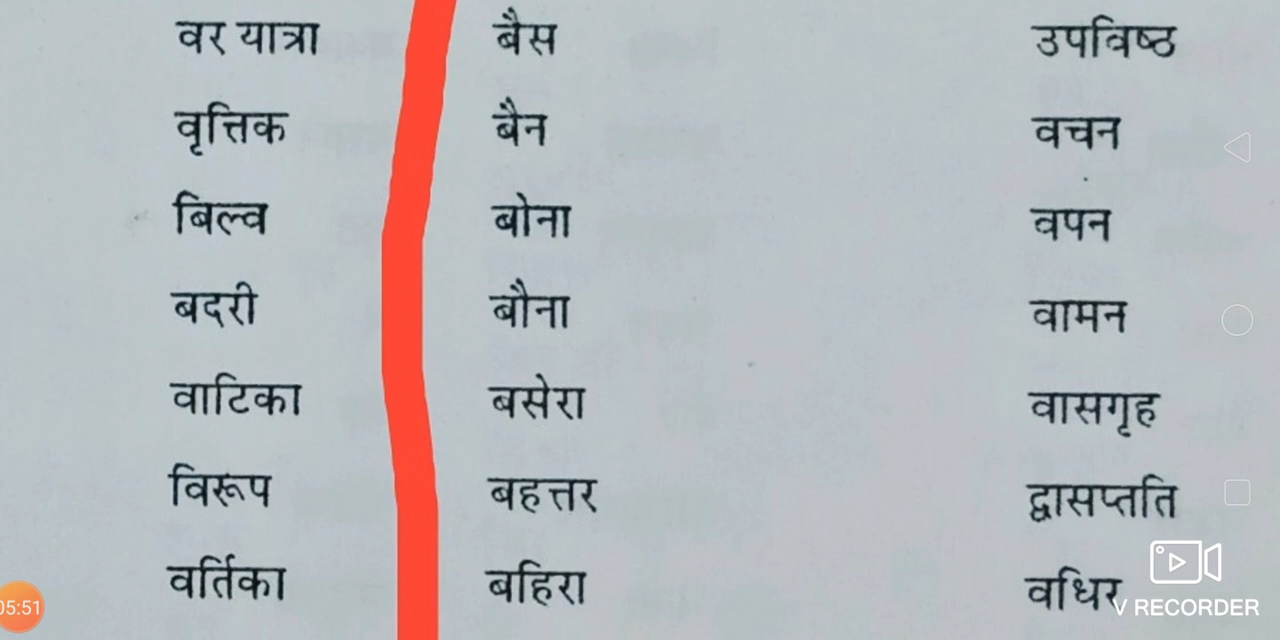 वर यात्रा बैस उपविष्ठ
वृत्तिक बैन वचन
बिल्व बोना वपन
बदरी बौना वामन
वाटिका बसेरा वासगृह
विरूप बहत्तर द्वासप्तति
वर्तिका बहिरा वधिर
05:51
V RECORDER